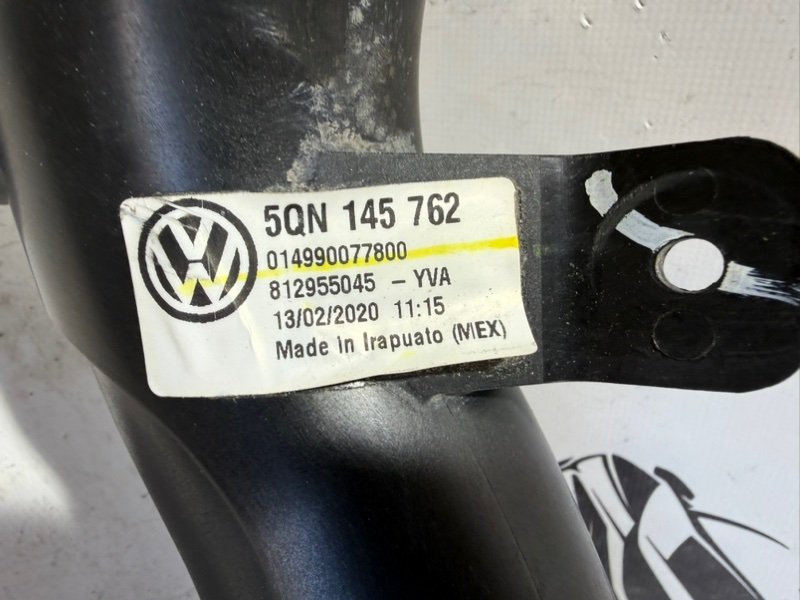 5QN 145 762
014990077800
812955045 - YVA
13/02/2020 11:15
Made in Irapuato (MEX)